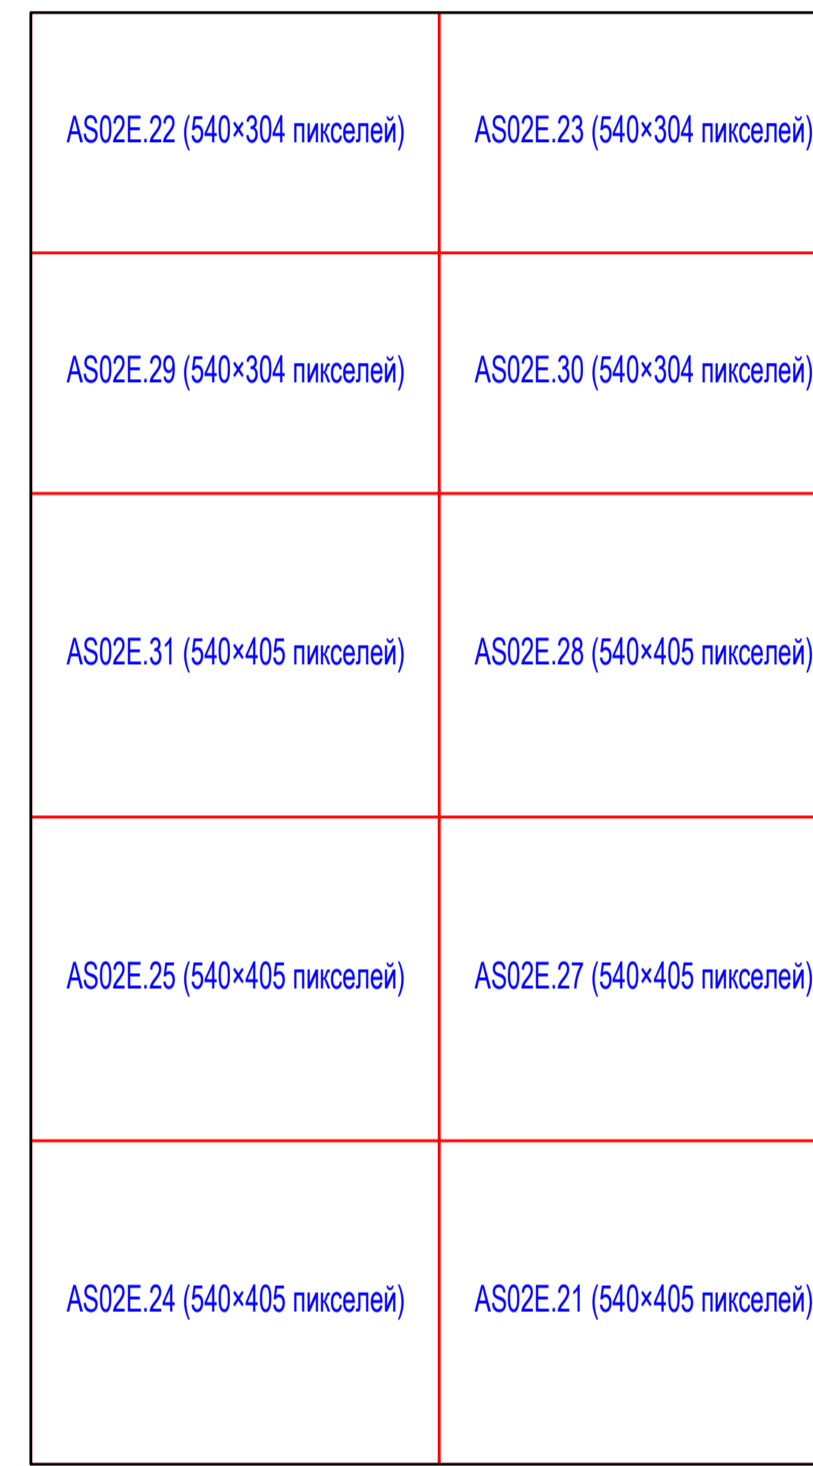 AS02E.22 (540×304 пикселей) AS02E.23 (540×304 пикселей)
AS02E.29 (540×304 пикселей) AS02E.30 (540×304 пикселей)
AS02E.31 (540×405 пикселей) AS02E.28 (540×405 пикселей)
AS02E.25 (540×405 пикселей) AS02E.27 (540×405 пикселей)
AS02E.24 (540×405 пикселей) AS02E.21 (540×405 пикселей)